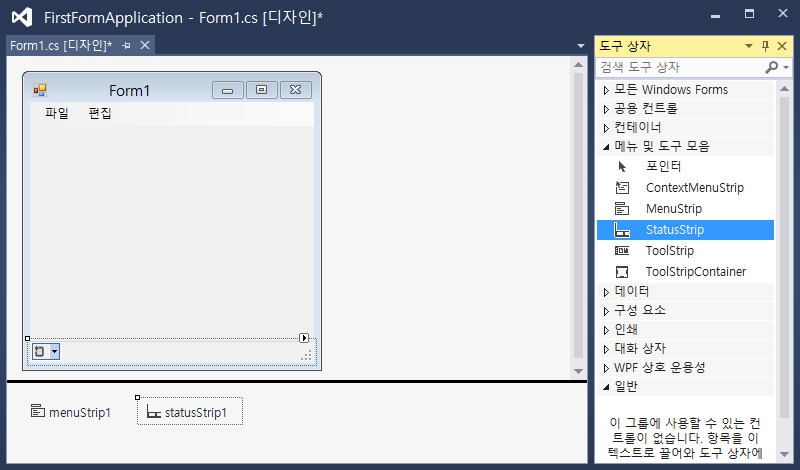 FirstFormApplication - Form1.cs [디자인]*
Form1.cs [디자인]*
Form1
파일 편집
menuStrip1 statusStrip1
도구 상자
검색 도구 상자
모든 Windows Forms
공용 컨트롤
컨테이너
메뉴 및 도구 모음
포인터
ContextMenuStrip
MenuStrip
StatusStrip
ToolStrip
ToolStripContainer
데이터
구성 요소
인쇄
대화 상자
WPF 상호 운용성
일반
이 그룹에 사용할 수 있는 컨
트롤이 없습니다. 항목을 이
텍스트로 끌어와 도구 상자에